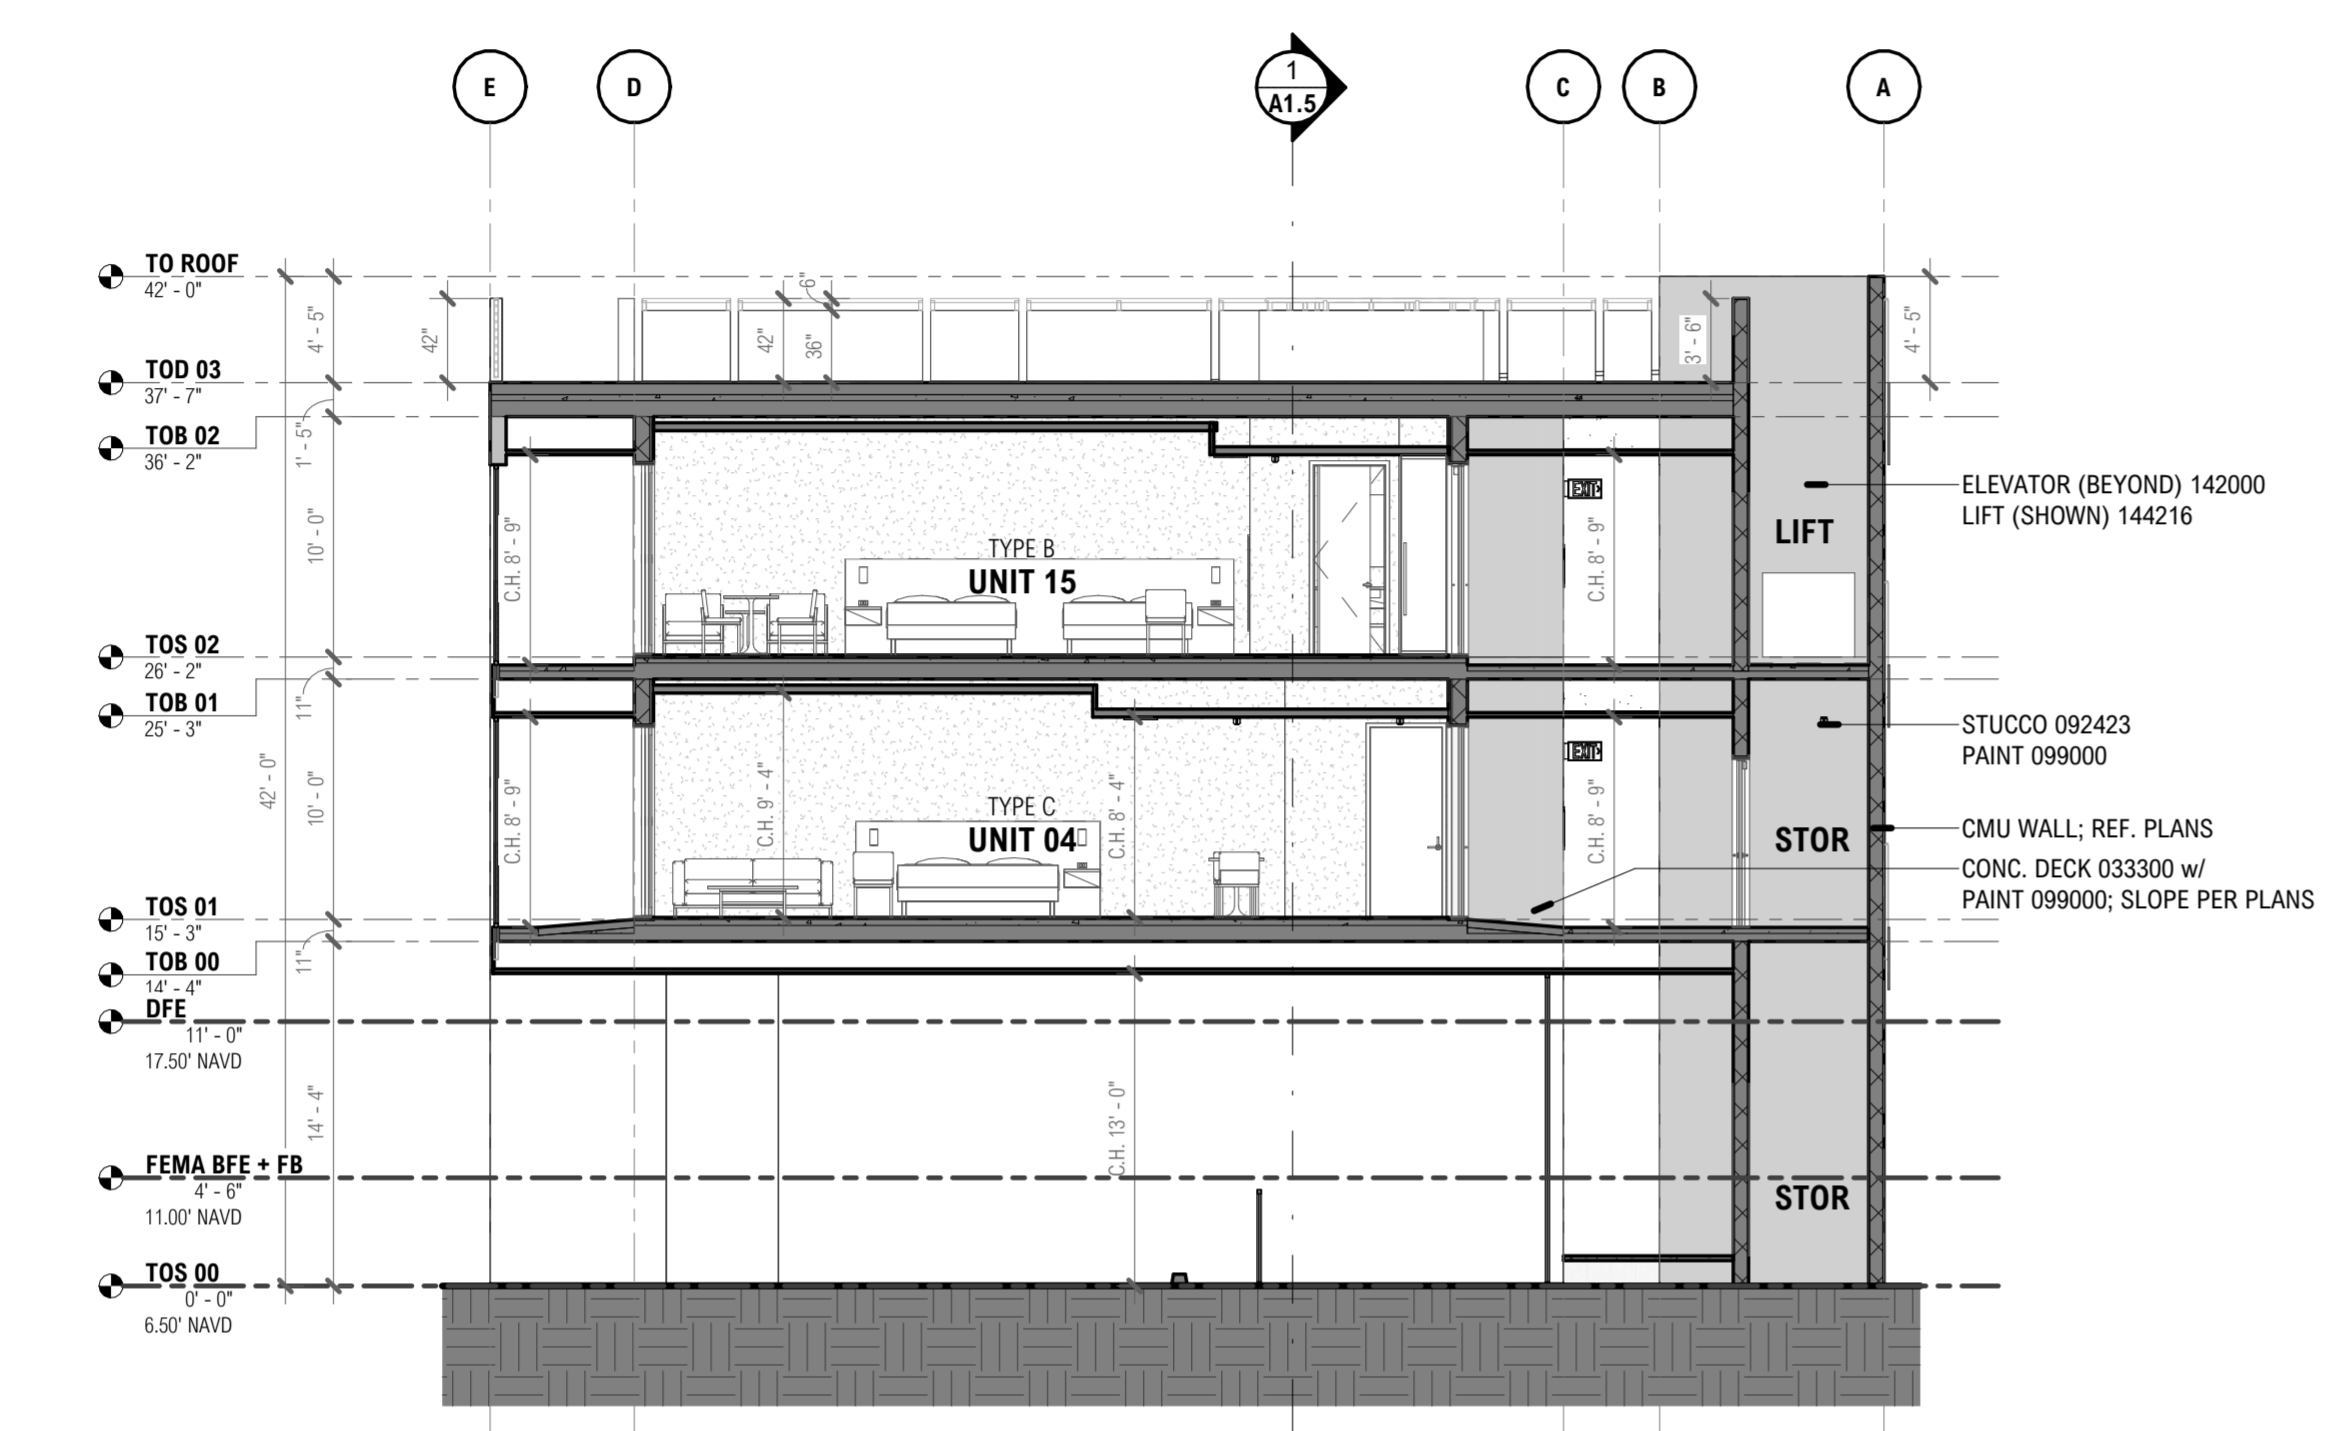 E
D
1
A1.5
C
B
A
TO ROOF
42' - 0"
TOD 03
37' - 7"
TOB 02
36' - 2"
TOS 02
26' - 2"
TOB 01
25' - 3"
TOS 01
15' - 3"
TOB 00
14' - 4"
DFE
11' - 0"
17.50' NAVD
FEMA BFE + FB
4' - 6"
11.00' NAVD
TOS 00
0' - 0"
6.50' NAVD
42' - 0"
4' - 5"
1' - 5"
10' - 0"
11"
10' - 0"
11"
14' - 4"
42"
42"
6"
36"
3' - 6"
4' - 5"
C.H. 8' - 9"
TYPE B
UNIT 15
EXIT
C.H. 8' - 9"
LIFT
C.H. 8' - 9"
C.H. 9' - 4"
TYPE C
UNIT 04
C.H. 8' - 4"
EXIT
C.H. 8' - 9"
STOR
C.H. 13' - 0"
STOR
ELEVATOR (BEYOND) 142000
LIFT (SHOWN) 144216
STUCCO 092423
PAINT 099000
CMU WALL; REF. PLANS
CONC. DECK 033300 w/
PAINT 099000; SLOPE PER PLANS